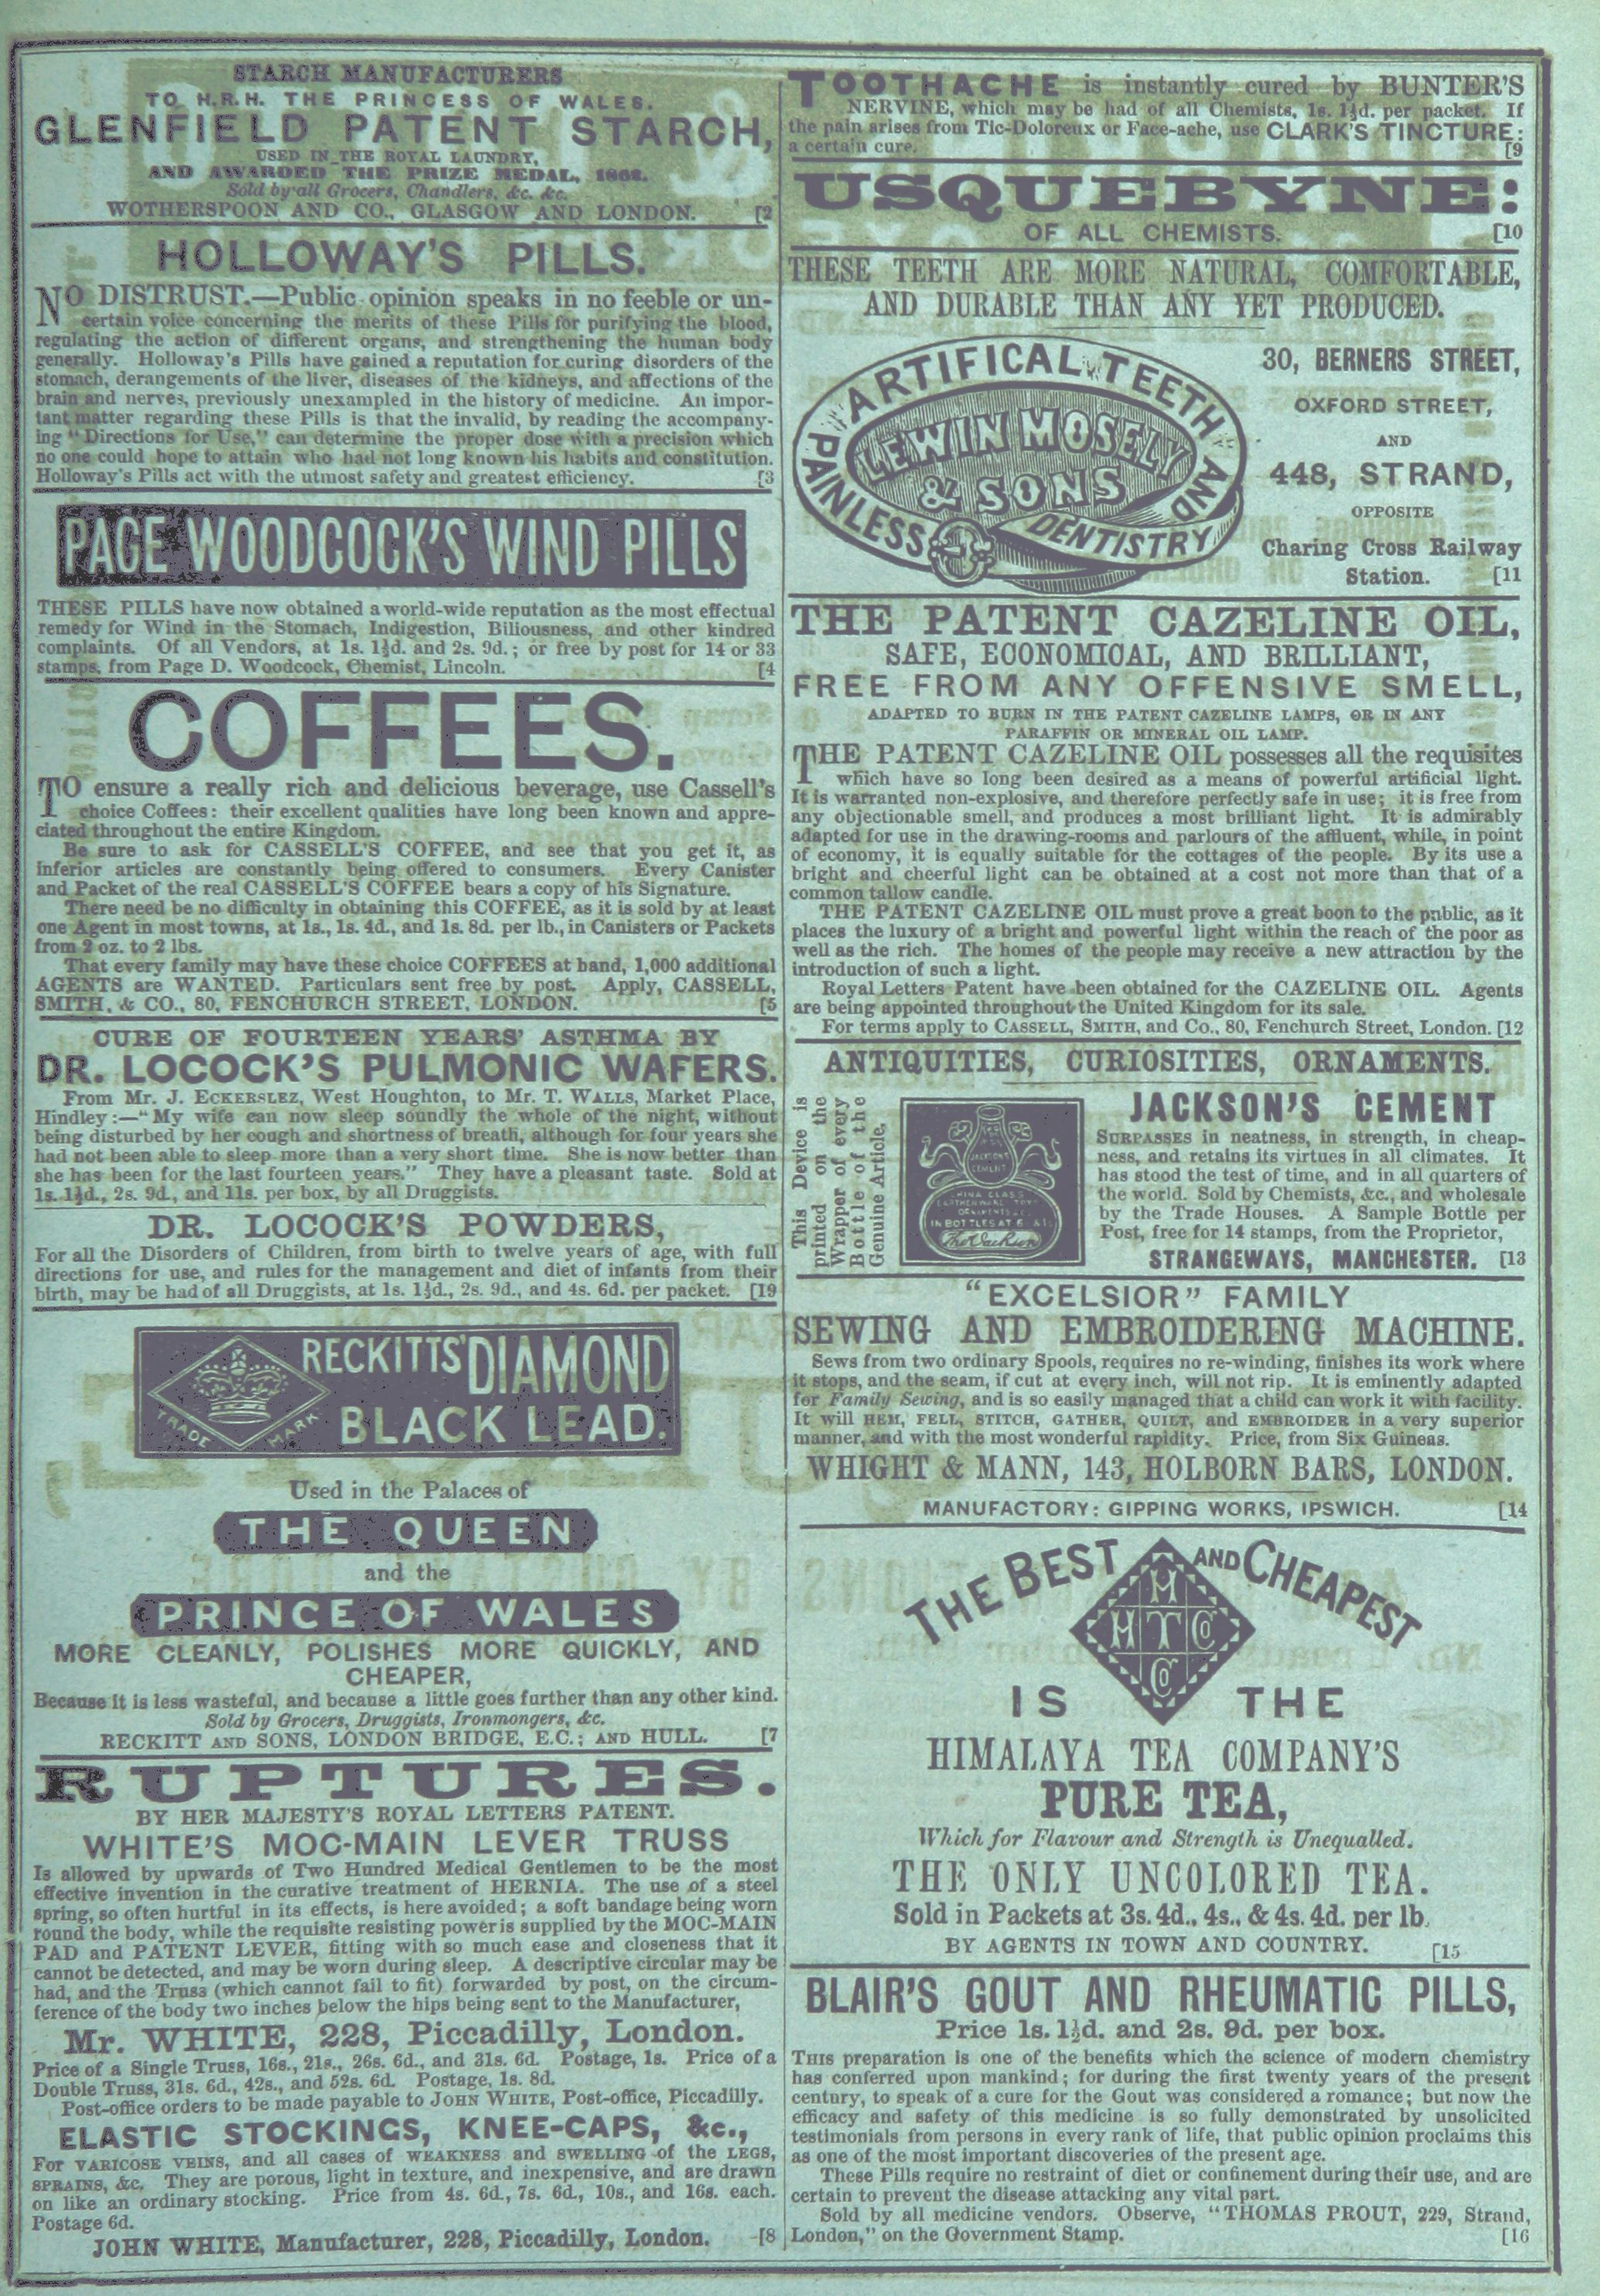 STARCH MANUFACTURERS
TO H.R.H. THE PRINCESS OF WALES.
GLENFIELD PATENT STARCH,
USED IN THE ROYAL LAUNDRY,
AND AWARDED THE PRIZE MEDAL, 1862.
Sold by all Grocers, Chandlers, &c. &c.
WOTHERSPOON AND CO., GLASGOW AND LONDON. [2
HOLLOWAY'S PILLS.
NO DISTRUST.—Public opinion speaks in no feeble or un-
certain voice concerning the merits of these Pills for purifying the blood,
regulating the action of different organs, and strengthening the human body
generally. Holloway's Pills have gained a reputation for curing disorders of the
stomach, derangements of the liver, diseases of the kidneys, and affections of the
brain and nerves, previously unexampled in the history of medicine. An impor-
tant matter regarding these Pills is that the invalid, by reading the accompany-
ing "Directions for Use," can determine the proper dose with a precision which
no one could hope to attain who had not long known his habits and constitution.
Holloway's Pills act with the utmost safety and greatest efficiency. [3
PAGE WOODCOCK'S WIND PILLS
THESE PILLS have now obtained a world-wide reputation as the most effectual
remedy for Wind in the Stomach, Indigestion, Biliousness, and other kindred
complaints. Of all Vendors, at 1s. 1½d. and 2s. 9d.; or free by post for 14 or 33
stamps, from Page D. Woodcock, Chemist, Lincoln. [4
COFFEES.
TO ensure a really rich and delicious beverage, use Cassell's
choice Coffees: their excellent qualities have long been known and appre-
ciated throughout the entire Kingdom.
Be sure to ask for CASSELL'S COFFEE, and see that you get it, as
inferior articles are constantly being offered to consumers. Every Canister
and Packet of the real CASSELL'S COFFEE bears a copy of his Signature.
There need be no difficulty in obtaining this COFFEE, as it is sold by at least
one Agent in most towns, at 1s., 1s. 4d., and 1s. 8d. per lb., in Canisters or Packets
from 2 oz. to 2 lbs.
That every family may have these choice COFFEES at hand, 1,000 additional
AGENTS are WANTED. Particulars sent free by post. Apply, CASSELL,
SMITH, & CO., 80, FENCHURCH STREET, LONDON. [5
CURE OF FOURTEEN YEARS' ASTHMA BY
DR. LOCOCK'S PULMONIC WAFERS.
From Mr. J. ECKERSLEZ, West Houghton, to Mr. T. WALLS, Market Place,
Hindley:—"My wife can now sleep soundly the whole of the night, without
being disturbed by her cough and shortness of breath, although for four years she
had not been able to sleep more than a very short time. She is now better than
she has been for the last fourteen years." They have a pleasant taste. Sold at
1s. 1½d., 2s. 9d., and 11s. per box, by all Druggists.
DR. LOCOCK'S POWDERS,
For all the Disorders of Children, from birth to twelve years of age, with full
directions for use, and rules for the management and diet of infants from their
birth, may be had of all Druggists, at 1s. 1½d., 2s. 9d., and 4s. 6d. per packet. [19
RECKITTS' DIAMOND
BLACK LEAD.
TRADE MARK
Used in the Palaces of
THE QUEEN
and the
PRINCE OF WALES
MORE CLEANLY, POLISHES MORE QUICKLY, AND
CHEAPER,
Because it is less wasteful, and because a little goes further than any other kind.
Sold by Grocers, Druggists, Ironmongers, &c.
RECKITT AND SONS, LONDON BRIDGE, E.C.; AND HULL. [7
RUPTURES.
BY HER MAJESTY'S ROYAL LETTERS PATENT.
WHITE'S MOC-MAIN LEVER TRUSS
Is allowed by upwards of Two Hundred Medical Gentlemen to be the most
effective invention in the curative treatment of HERNIA. The use of a steel
spring, so often hurtful in its effects, is here avoided; a soft bandage being worn
round the body, while the requisite resisting power is supplied by the MOC-MAIN
PAD and PATENT LEVER, fitting with so much ease and closeness that it
cannot be detected, and may be worn during sleep. A descriptive circular may be
had, and the Truss (which cannot fail to fit) forwarded by post, on the circum-
ference of the body two inches below the hips being sent to the Manufacturer,
Mr. WHITE, 228, Piccadilly, London.
Price of a Single Truss, 16s., 21s., 26s. 6d., and 31s. 6d. Postage, 1s. Price of a
Double Truss, 31s. 6d., 42s., and 52s. 6d. Postage, 1s. 8d.
Post-office orders to be made payable to JOHN WHITE, Post-office, Piccadilly.
ELASTIC STOCKINGS, KNEE-CAPS, &c.,
For VARICOSE VEINS, and all cases of WEAKNESS and SWELLING of the LEGS,
SPRAINS, &c. They are porous, light in texture, and inexpensive, and are drawn
on like an ordinary stocking. Price from 4s. 6d., 7s. 6d., 10s., and 16s. each.
Postage 6d.
JOHN WHITE, Manufacturer, 228, Piccadilly, London. [8
TOOTHACHE is instantly cured by BUNTER'S
NERVINE, which may be had of all Chemists, 1s. 1½d. per packet. If
the pain arises from Tic-Doloreux or Face-ache, use CLARK'S TINCTURE:
a certain cure. [9
USQUEBYNE:
OF ALL CHEMISTS. [10
THESE TEETH ARE MORE NATURAL, COMFORTABLE,
AND DURABLE THAN ANY YET PRODUCED.
ARTIFICAL TEETH AND
PAINLESS DENTISTRY
LEWIN MOSELY
& SONS
30, BERNERS STREET,
OXFORD STREET,
AND
448, STRAND,
OPPOSITE
Charing Cross Railway
Station. [11
THE PATENT CAZELINE OIL,
SAFE, ECONOMICAL, AND BRILLIANT,
FREE FROM ANY OFFENSIVE SMELL,
ADAPTED TO BURN IN THE PATENT CAZELINE LAMPS, OR IN ANY
PARAFFIN OR MINERAL OIL LAMP.
THE PATENT CAZELINE OIL possesses all the requisites
which have so long been desired as a means of powerful artificial light.
It is warranted non-explosive, and therefore perfectly safe in use; it is free from
any objectionable smell, and produces a most brilliant light. It is admirably
adapted for use in the drawing-rooms and parlours of the affluent, while, in point
of economy, it is equally suitable for the cottages of the people. By its use a
bright and cheerful light can be obtained at a cost not more than that of a
common tallow candle.
THE PATENT CAZELINE OIL must prove a great boon to the public, as it
places the luxury of a bright and powerful light within the reach of the poor as
well as the rich. The homes of the people may receive a new attraction by the
introduction of such a light.
Royal Letters Patent have been obtained for the CAZELINE OIL. Agents
are being appointed throughout the United Kingdom for its sale.
For terms apply to CASSELL, SMITH, and Co., 80, Fenchurch Street, London. [12
ANTIQUITIES, CURIOSITIES, ORNAMENTS.
This Device is
printed on the
Wrapper of every
Bottle of the
Genuine Article,
JACKSONS
CEMENT
CHINA GLASS
IN BOTTLES AT 6 & 1s
JACKSON'S CEMENT
SURPASSES in neatness, in strength, in cheap-
ness, and retains its virtues in all climates. It
has stood the test of time, and in all quarters of
the world. Sold by Chemists, &c., and wholesale
by the Trade Houses. A Sample Bottle per
Post, free for 14 stamps, from the Proprietor,
STRANGEWAYS, MANCHESTER. [13
"EXCELSIOR" FAMILY
SEWING AND EMBROIDERING MACHINE.
Sews from two ordinary Spools, requires no re-winding, finishes its work where
it stops, and the seam, if cut at every inch, will not rip. It is eminently adapted
for Family Sewing, and is so easily managed that a child can work it with facility.
It will HEM, FELL, STITCH, GATHER, QUILT, and EMBROIDER in a very superior
manner, and with the most wonderful rapidity. Price, from Six Guineas.
WHIGHT & MANN, 143, HOLBORN BARS, LONDON.
MANUFACTORY: GIPPING WORKS, IPSWICH. [14
THE BEST AND CHEAPEST
H
HTCo
Co
IS THE
HIMALAYA TEA COMPANY'S
PURE TEA,
Which for Flavour and Strength is Unequalled.
THE ONLY UNCOLORED TEA.
Sold in Packets at 3s. 4d., 4s., & 4s. 4d. per lb.
BY AGENTS IN TOWN AND COUNTRY. [15
BLAIR'S GOUT AND RHEUMATIC PILLS,
Price 1s. 1½d. and 2s. 9d. per box.
THIS preparation is one of the benefits which the science of modern chemistry
has conferred upon mankind; for during the first twenty years of the present
century, to speak of a cure for the Gout was considered a romance; but now the
efficacy and safety of this medicine is so fully demonstrated by unsolicited
testimonials from persons in every rank of life, that public opinion proclaims this
as one of the most important discoveries of the present age.
These Pills require no restraint of diet or confinement during their use, and are
certain to prevent the disease attacking any vital part.
Sold by all medicine vendors. Observe, "THOMAS PROUT, 229, Strand,
London," on the Government Stamp. [16